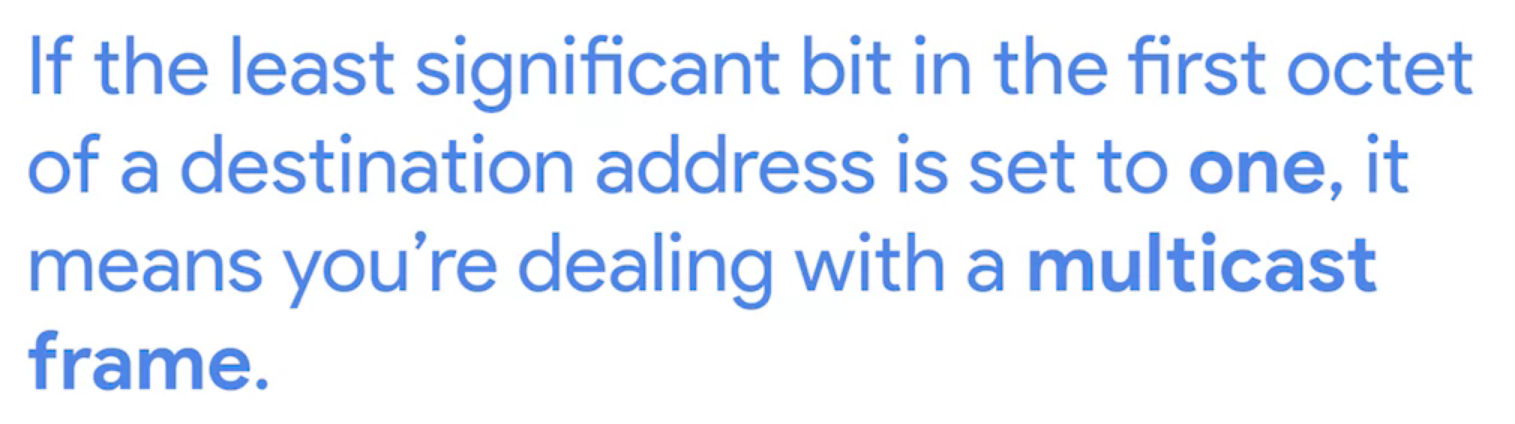 If the least significant bit in the first octet
of a destination address is set to one, it
means you’re dealing with a multicast
frame.